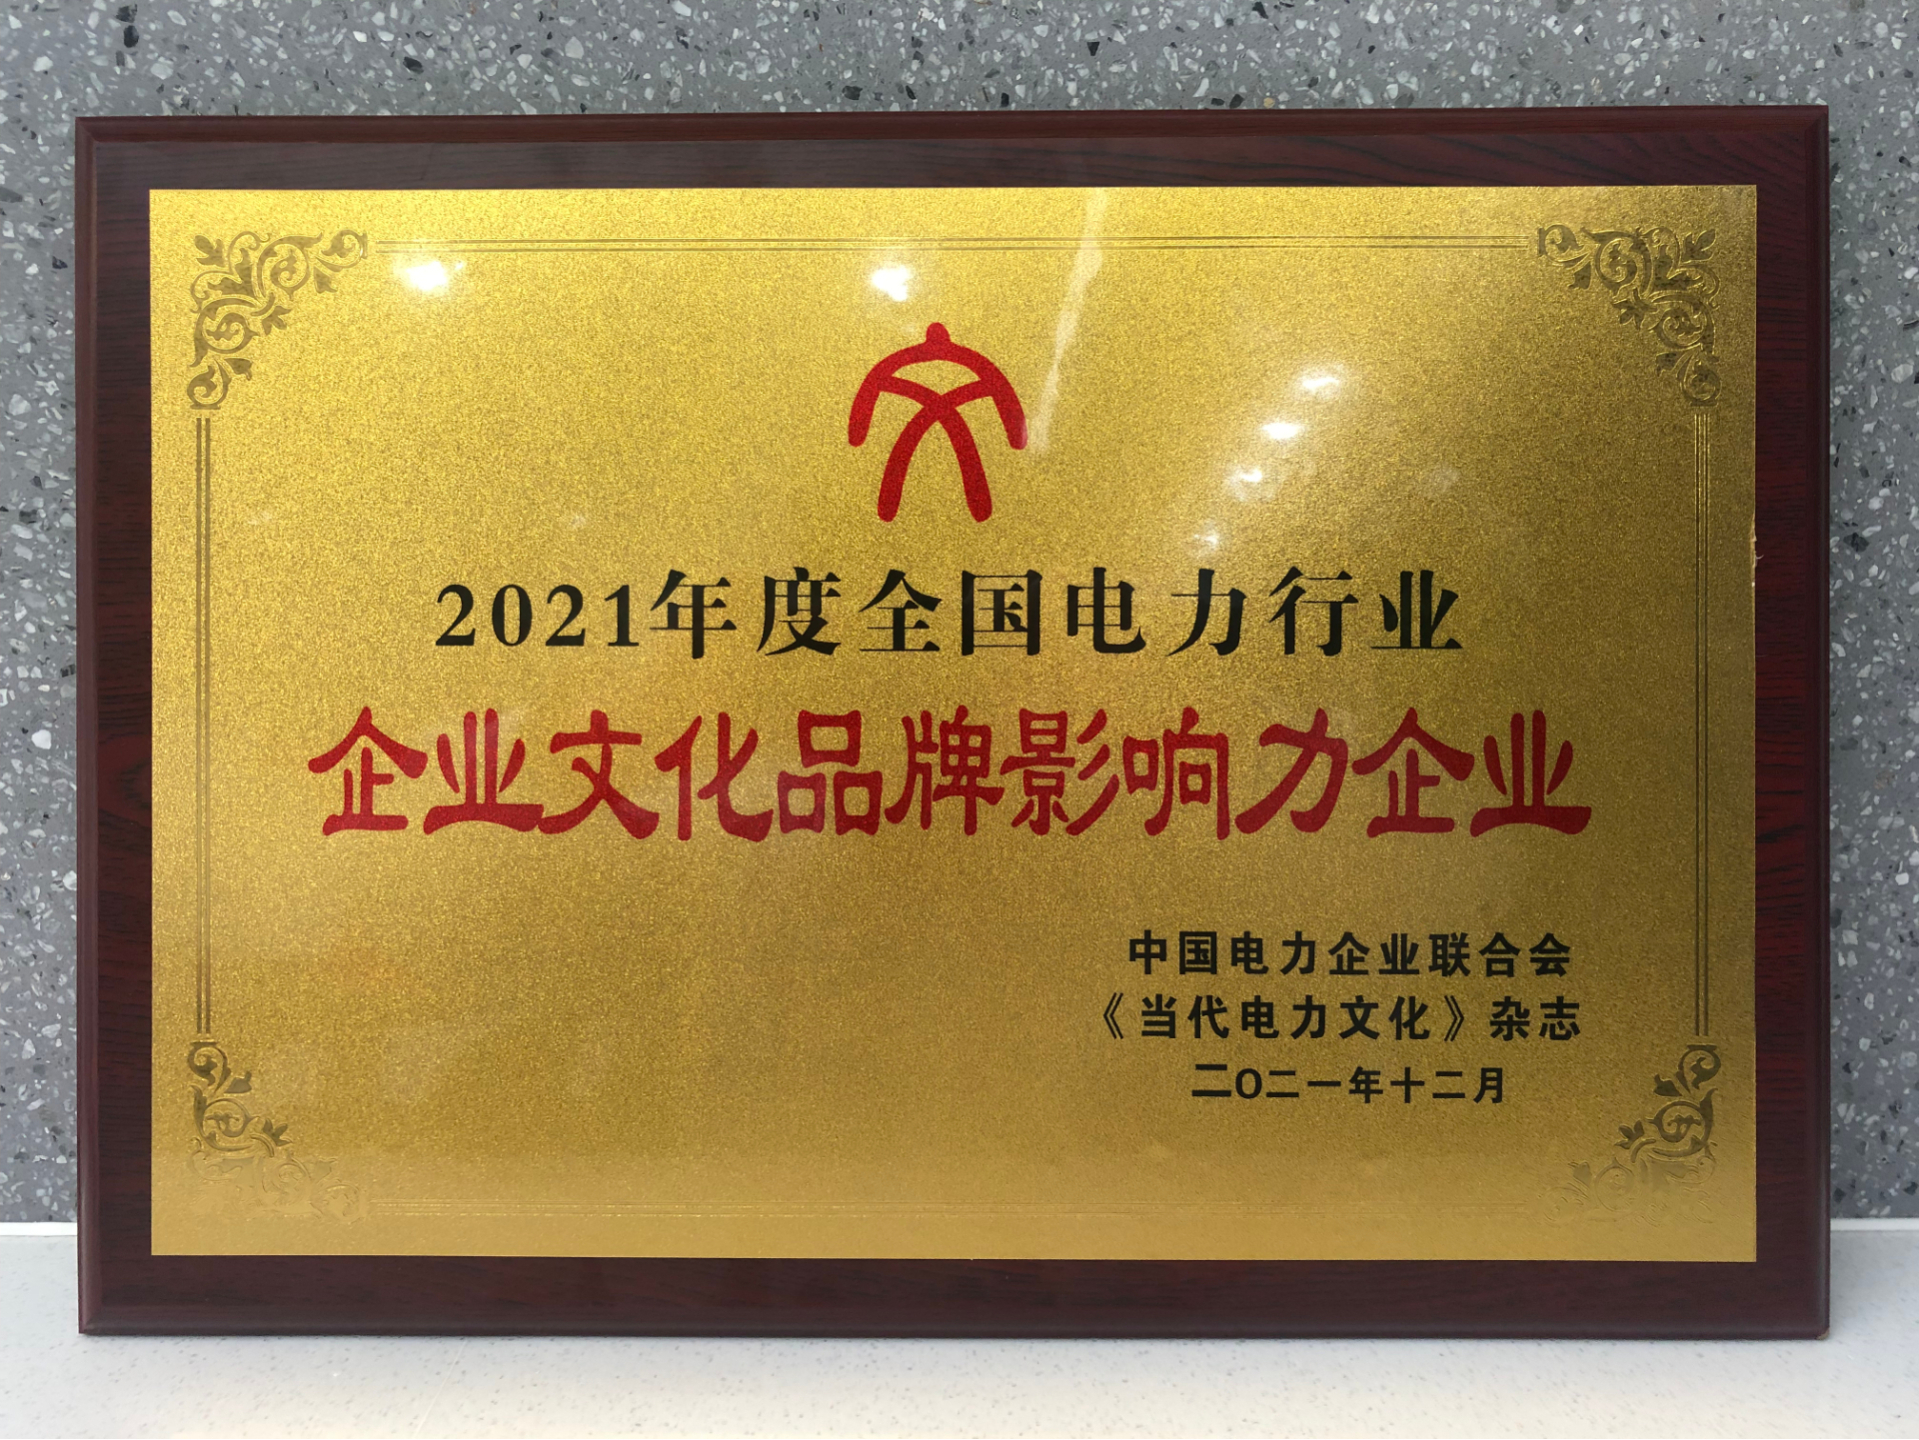 2021年度全国电力行业
企业文化品牌影响力企业
中国电力企业联合会
《当代电力文化》杂志
二〇二一年十二月